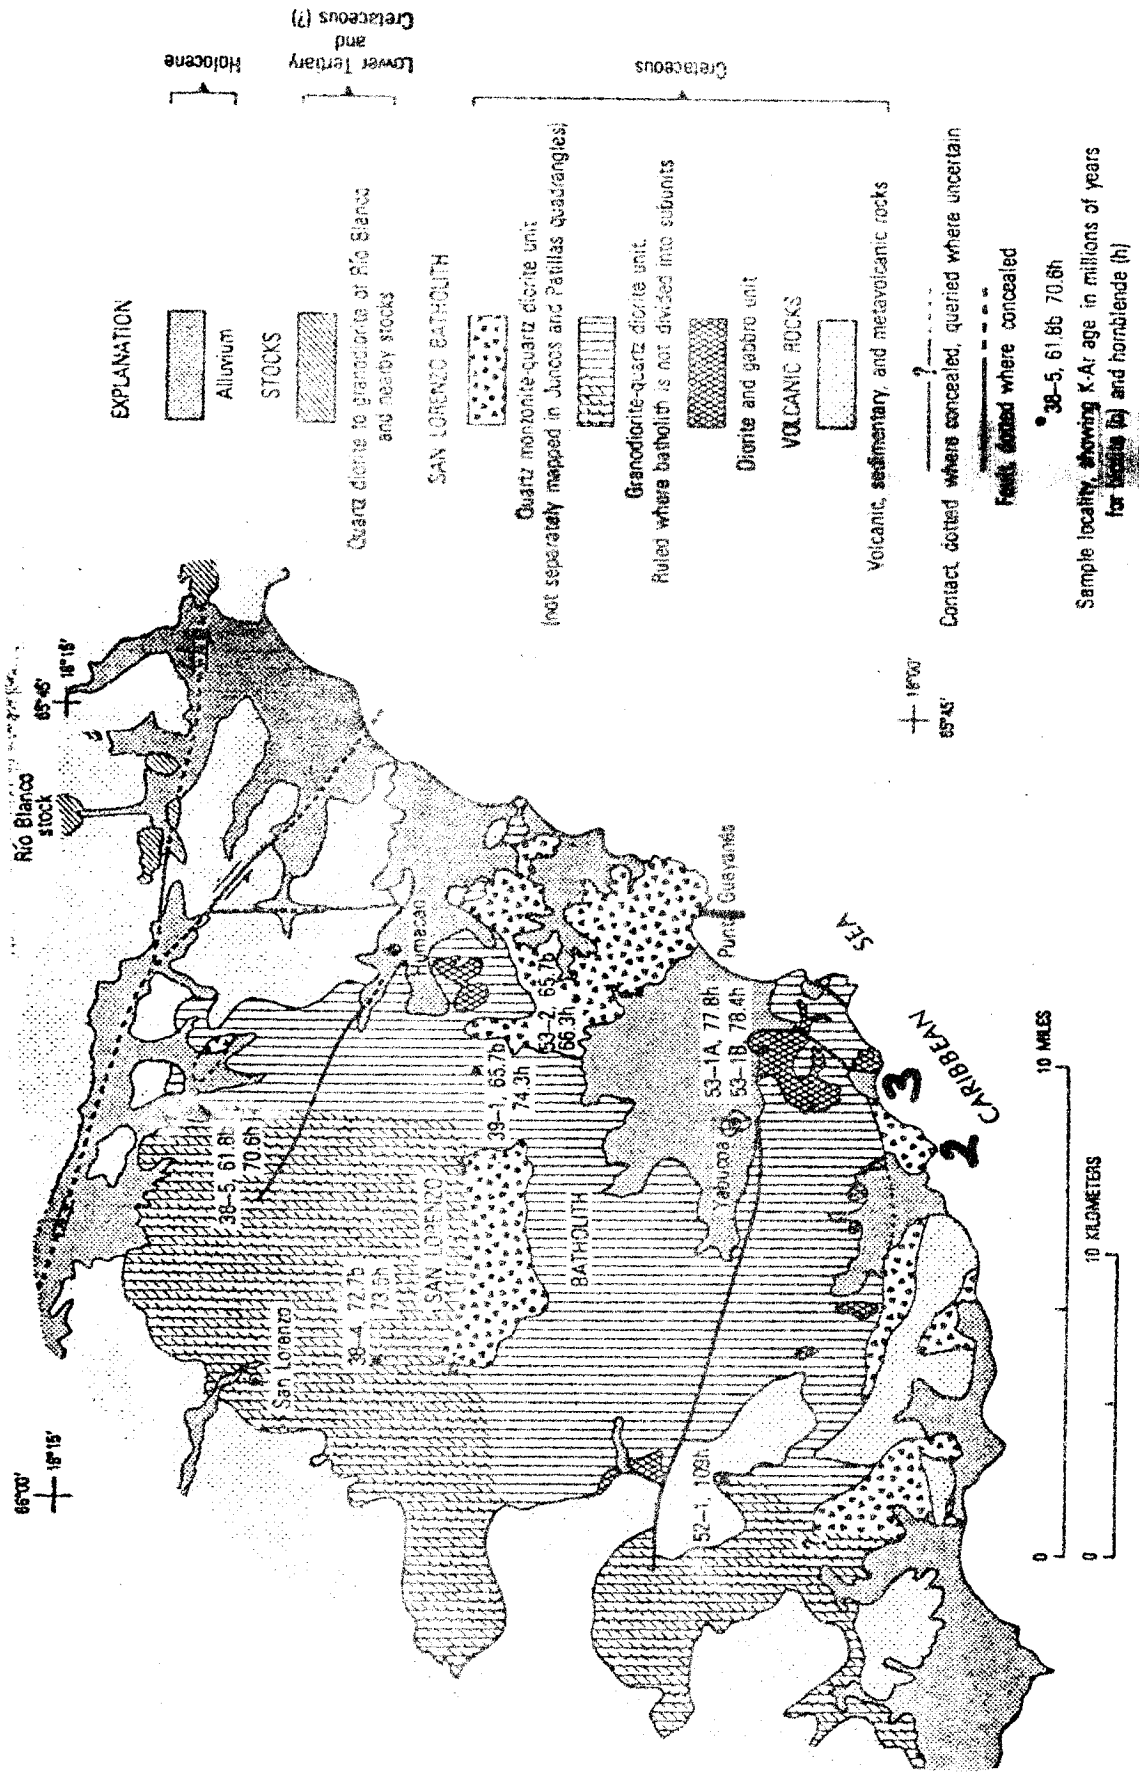 EXPLANATION
Alluvium
Holocene
STOCKS
Quartz diorite to granodiorite of Río Blanco
and nearby stocks
Lower Tertiary
and
Cretaceous (?)
SAN LORENZO BATHOLITH
Quartz monzonite-quartz diorite unit
(not separately mapped in Juncos and Patillas quadrangles)
Granodiorite-quartz diorite unit.
Ruled where batholith is not divided into subunits
Diorite and gabbro unit
VOLCANIC ROCKS
Volcanic, sedimentary, and metavolcanic rocks
Cretaceous
?
Contact, dotted where concealed, queried where uncertain
Fault, dotted where concealed
38-5, 61.8b 70.6h
Sample locality, showing K-Ar age in millions of years
for biotite (b) and hornblende (h)
66°00'
18°15'
65°45'
18°15'
Río Blanco
stock
San Lorenzo
38-5, 61.8b
70.6h
38-4, 72.7b
73.6h
Humacao
SAN LORENZO
39-1, 65.7b
74.3h
53-2, 65.7b
66.3h
BATHOLITH
Punta Guayanés
52-1, 109h
Yabucoa
53-1A, 77.8h
53-1B, 78.4h
18°00'
65°45'
2
3
CARIBBEAN
SEA
0
10 MILES
0
10 KILOMETERS